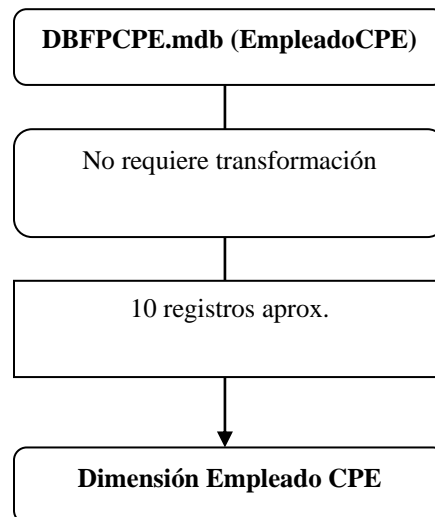 DBFPCPE.mdb (EmpleadoCPE)
No requiere transformación
10 registros aprox.
Dimensión Empleado CPE